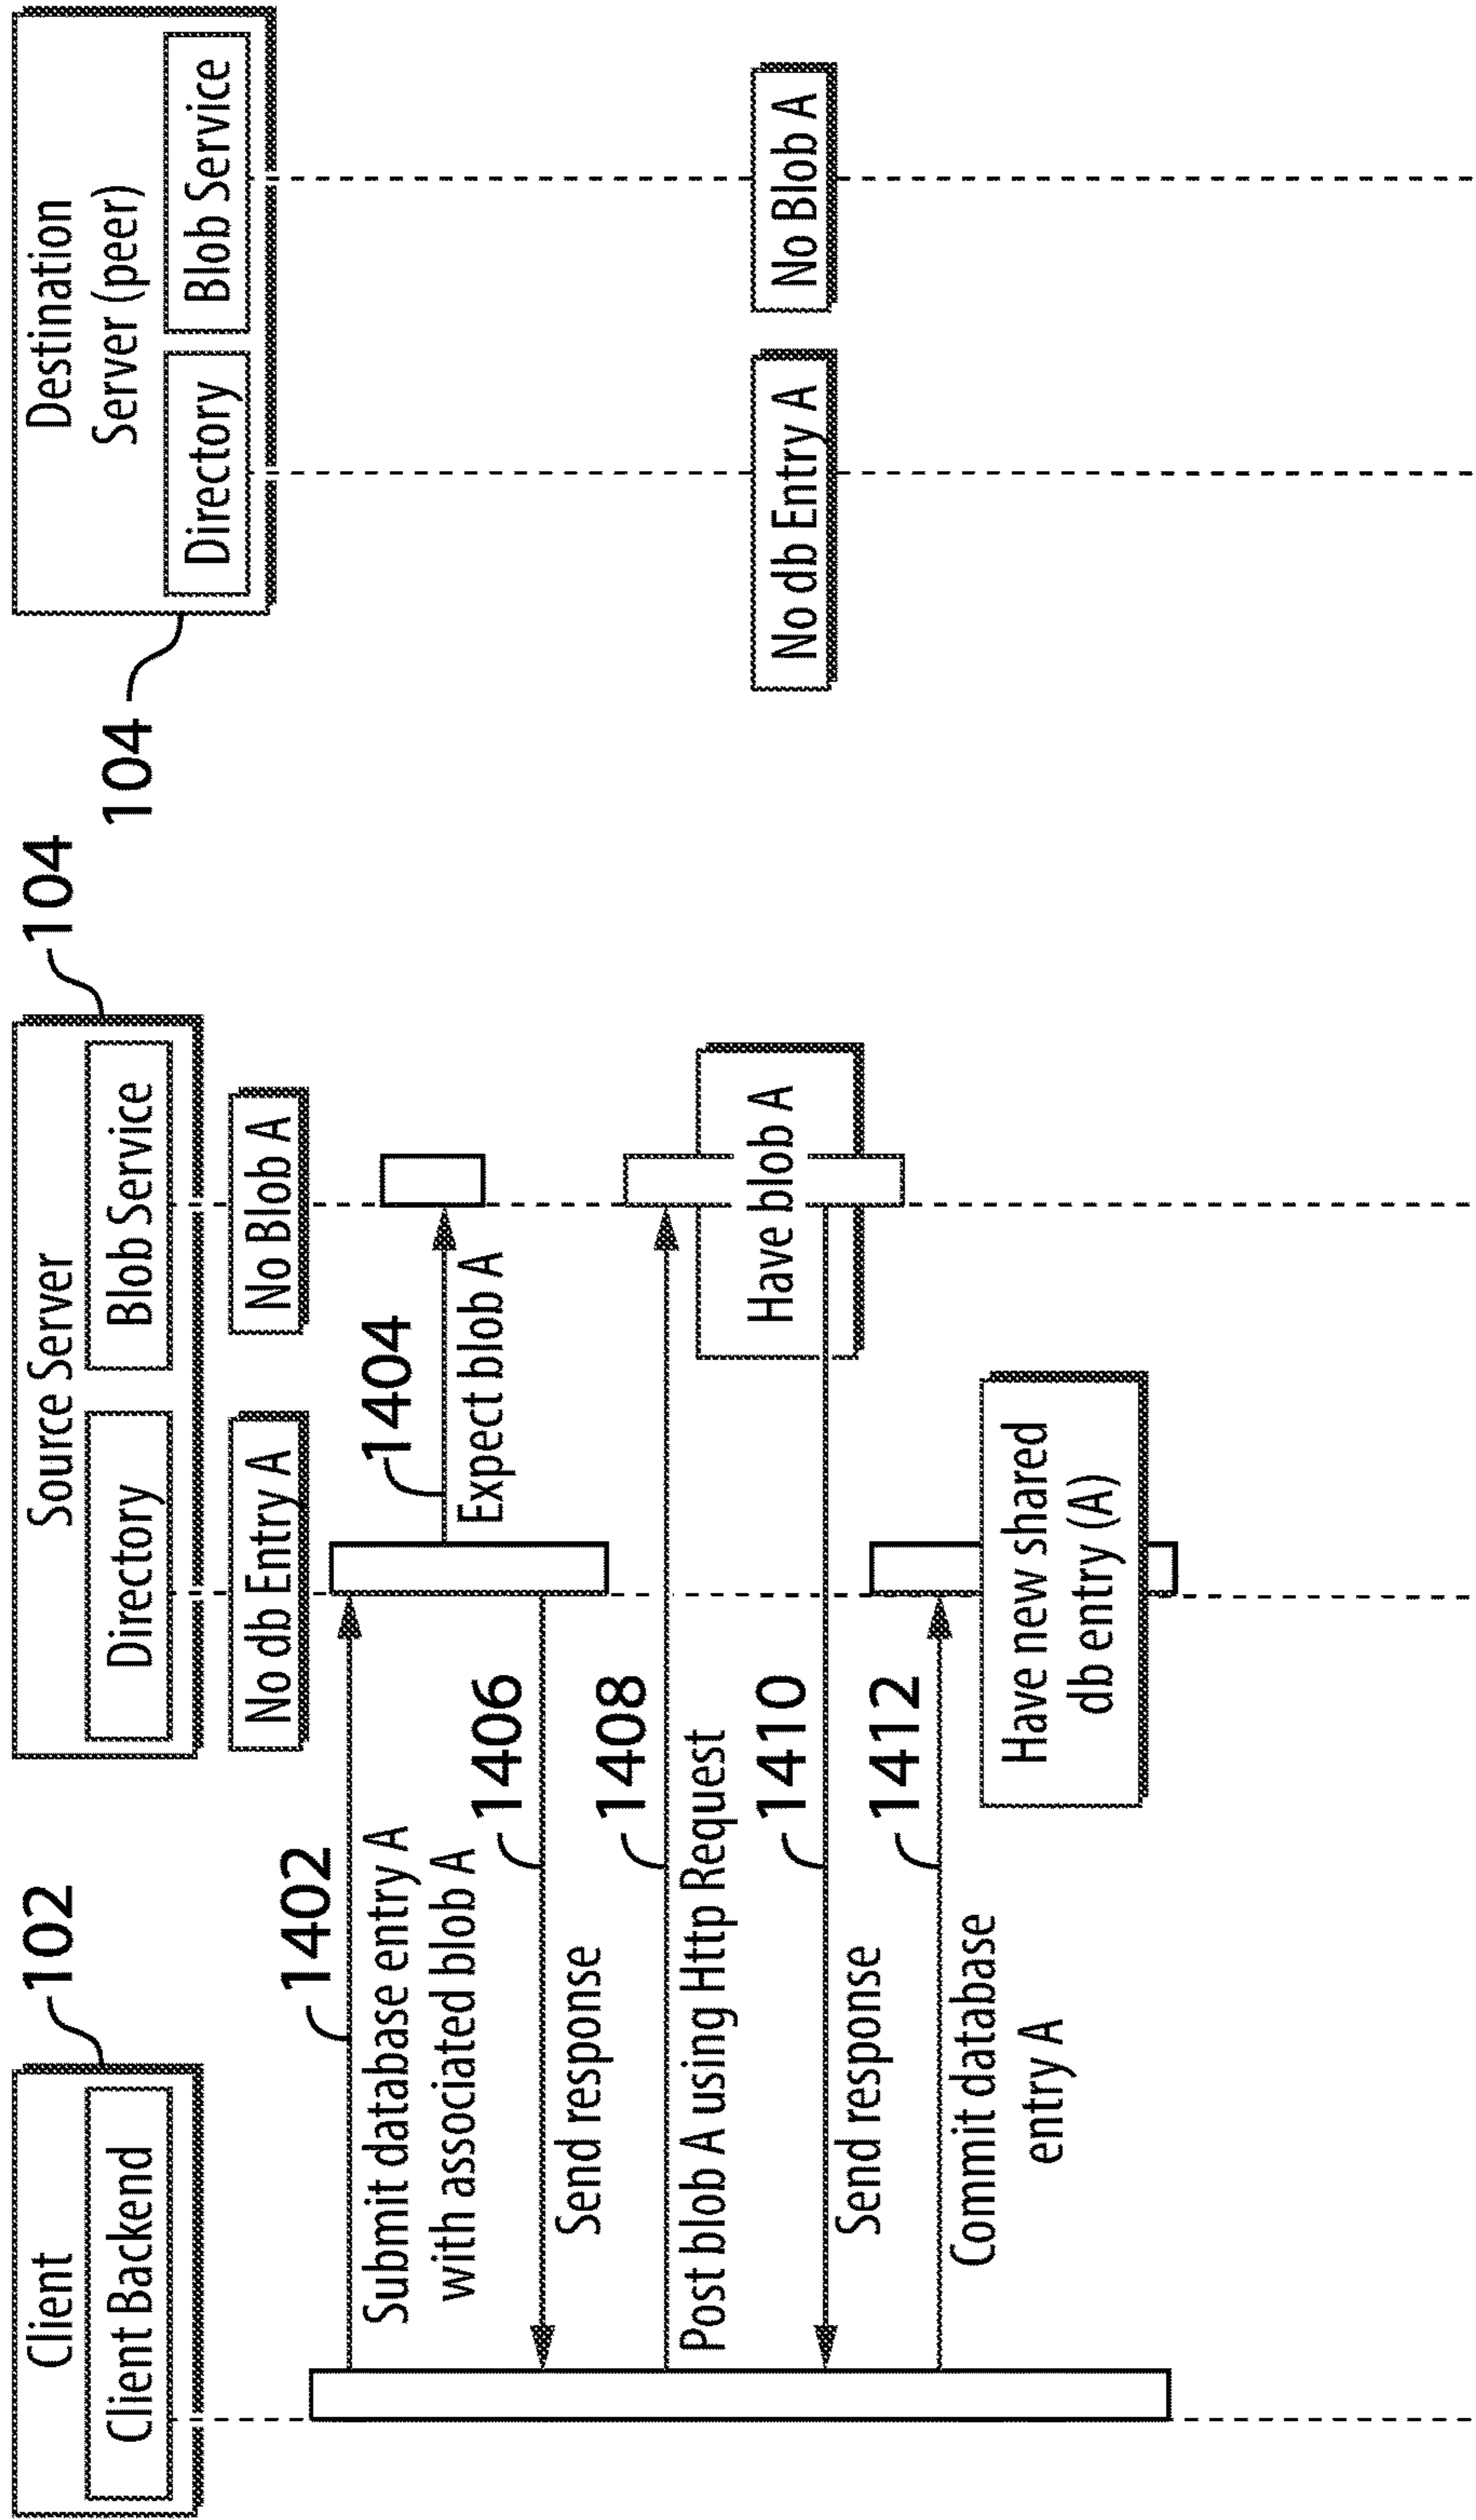 Client
Client Backend
102
Source Server
Directory
Blob Service
104
Destination
Server (peer)
Directory
Blob Service
104
No db Entry A
No Blob A
1402
Submit database entry A
with associated blob A
1404
Expect blob A
1406
Send response
1408
Post blob A using Http Request
Have blob A
No db Entry A
No Blob A
1410
Send response
1412
Commit database
entry A
Have new shared
db entry (A)